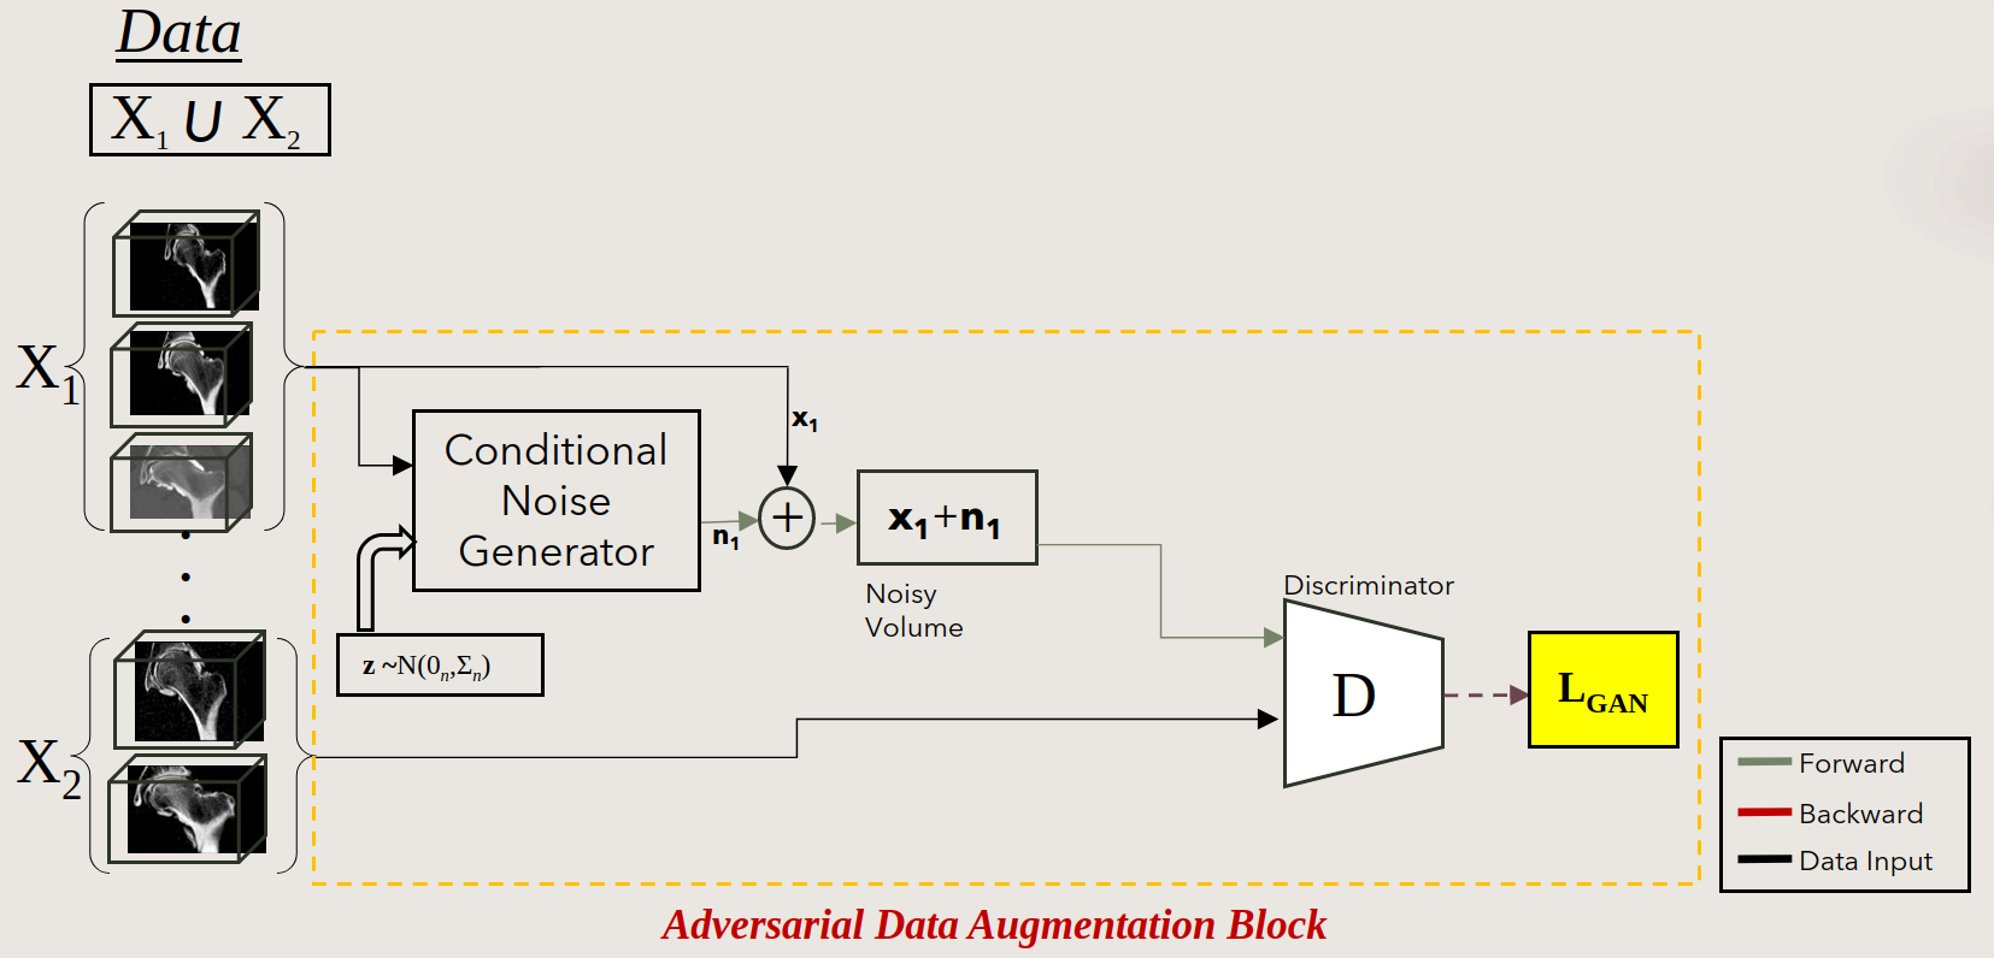 Data
X₁ ∪ X₂
X₁
x₁
Conditional
Noise
Generator
n₁
+
x₁+n₁
Noisy
Volume
Discriminator
z ~N(0ₙ,Σₙ)
D
L_GAN
X₂
Forward
Backward
Data Input
Adversarial Data Augmentation Block